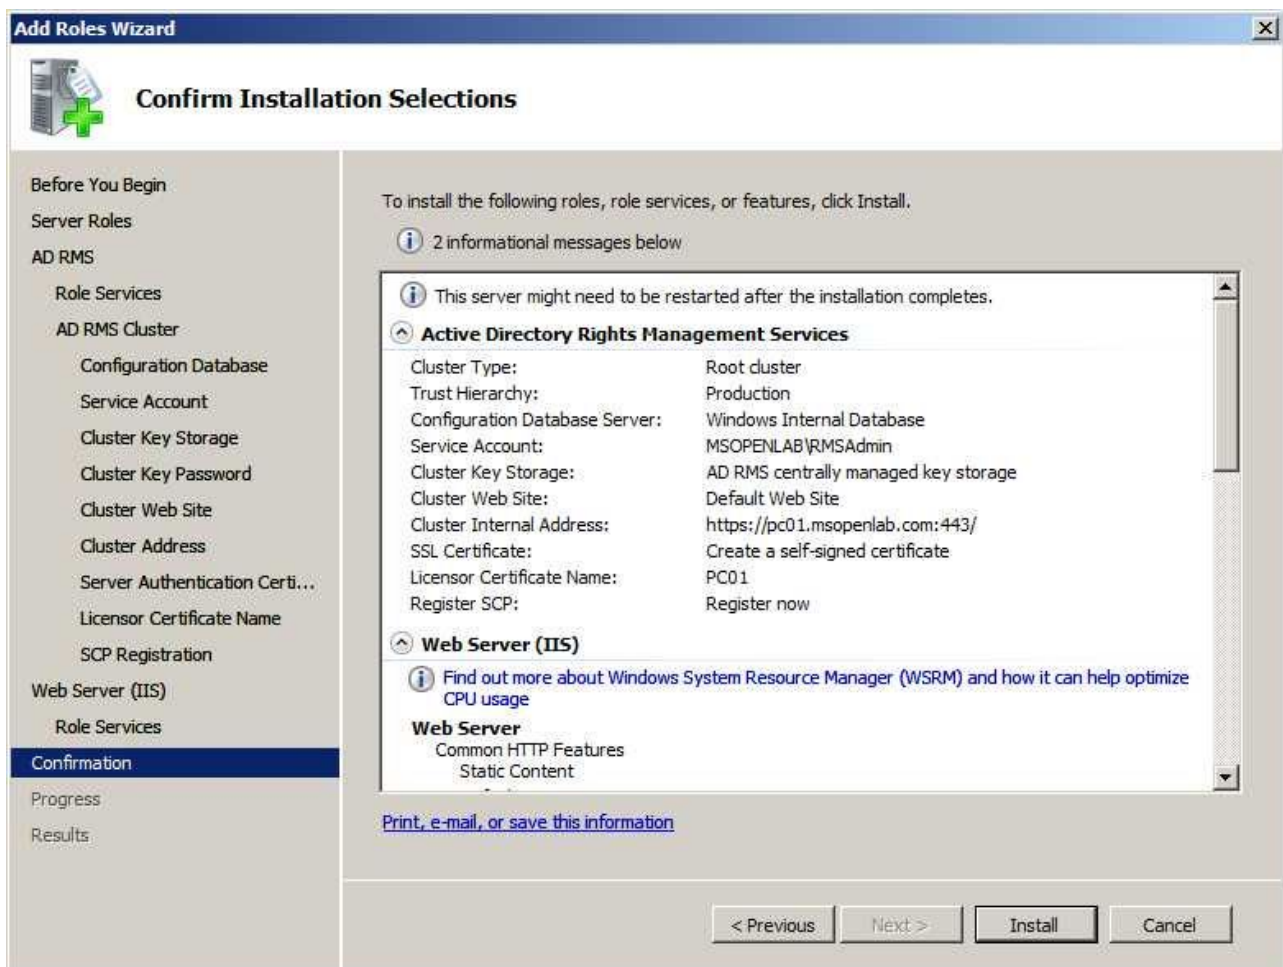 Add Roles Wizard
Confirm Installation Selections
Before You Begin
Server Roles
AD RMS
Role Services
AD RMS Cluster
Configuration Database
Service Account
Cluster Key Storage
Cluster Key Password
Cluster Web Site
Cluster Address
Server Authentication Certi...
Licensor Certificate Name
SCP Registration
Web Server (IIS)
Role Services
Confirmation
Progress
Results
To install the following roles, role services, or features, click Install.
2 informational messages below
This server might need to be restarted after the installation completes.
Active Directory Rights Management Services
Cluster Type: Root cluster
Trust Hierarchy: Production
Configuration Database Server: Windows Internal Database
Service Account: MSOPENLAB\RMSAdmin
Cluster Key Storage: AD RMS centrally managed key storage
Cluster Web Site: Default Web Site
Cluster Internal Address: https://pc01.msopenlab.com:443/
SSL Certificate: Create a self-signed certificate
Licensor Certificate Name: PC01
Register SCP: Register now
Web Server (IIS)
Find out more about Windows System Resource Manager (WSRM) and how it can help optimize
CPU usage
Web Server
Common HTTP Features
Static Content
Print, e-mail, or save this information
< Previous Next > Install Cancel